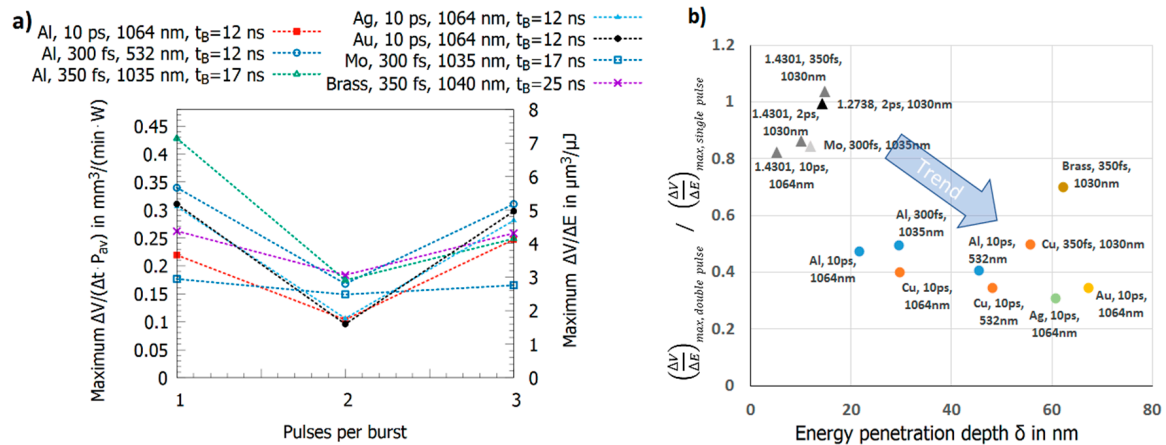 a)
Al, 10 ps, 1064 nm, t_B=12 ns
Al, 300 fs, 532 nm, t_B=12 ns
Al, 350 fs, 1035 nm, t_B=17 ns
Ag, 10 ps, 1064 nm, t_B=12 ns
Au, 10 ps, 1064 nm, t_B=12 ns
Mo, 300 fs, 1035 nm, t_B=17 ns
Brass, 350 fs, 1040 nm, t_B=25 ns
Maximum ΔV/(Δt· P_av) in mm³/(min· W)
0.45
0.4
0.35
0.3
0.25
0.2
0.15
0.1
0.05
0
8
7
6
5
4
3
2
1
0
Maximum ΔV/ΔE in µm³/µJ
1 2 3
Pulses per burst
b)
(ΔV/ΔE)_max, double pulse / (ΔV/ΔE)_max, single pulse
1.2
1
0.8
0.6
0.4
0.2
0
1.4301, 350fs,
1030nm
1.2738, 2ps, 1030nm
1.4301, 2ps,
1030nm
Mo, 300fs, 1035nm
1.4301, 10ps,
1064nm
Trend
Brass, 350fs,
1030nm
Al, 300fs,
1035nm
Al, 10ps,
1064nm
Al, 10ps,
532nm
Cu, 350fs, 1030nm
Cu, 10ps,
1064nm
Cu, 10ps,
532nm
Ag, 10ps,
1064nm
Au, 10ps,
1064nm
0 20 40 60 80
Energy penetration depth δ in nm